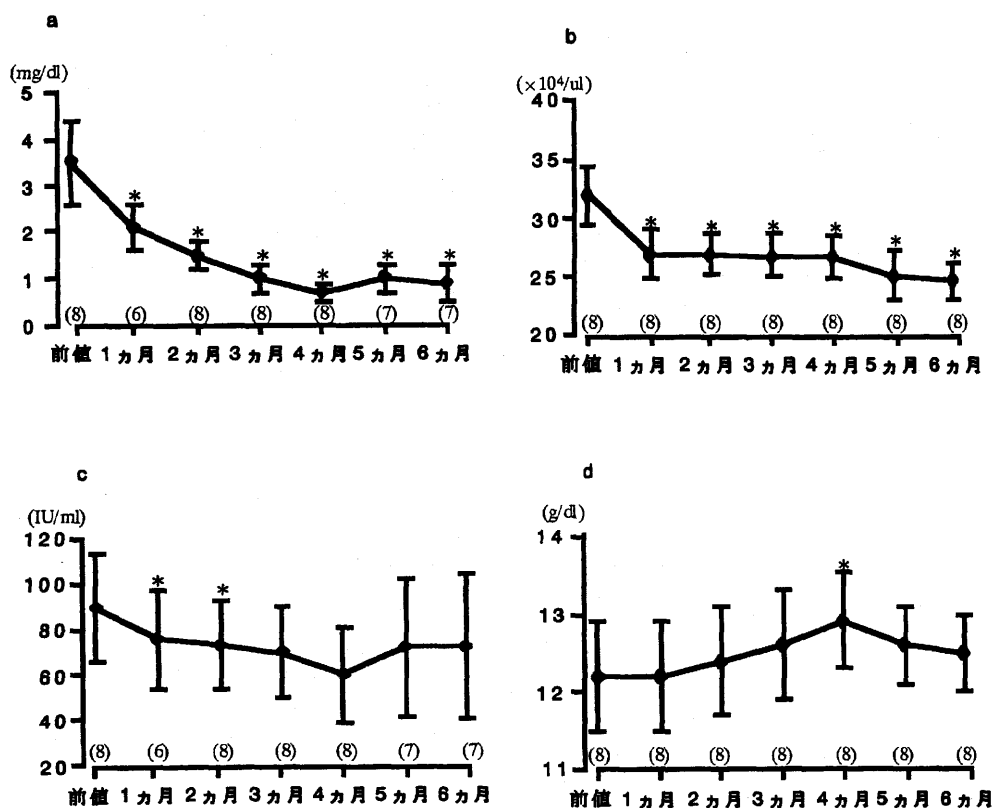 a
(mg/dl)
5
4
3
2
1
0
* * * * * *
(8) (6) (8) (8) (8) (7) (7)
前値 1ヵ月 2ヵ月 3ヵ月 4ヵ月 5ヵ月 6ヵ月
b
(×10⁴/ul)
40
35
30
25
20
* * * * * *
(8) (8) (8) (8) (8) (8) (8)
前値 1ヵ月 2ヵ月 3ヵ月 4ヵ月 5ヵ月 6ヵ月
c
(IU/ml)
120
100
80
60
40
20
* *
(8) (6) (8) (8) (8) (7) (7)
前値 1ヵ月 2ヵ月 3ヵ月 4ヵ月 5ヵ月 6ヵ月
d
(g/dl)
14
13
12
11
*
(8) (8) (8) (8) (8) (8) (8)
前値 1ヵ月 2ヵ月 3ヵ月 4ヵ月 5ヵ月 6ヵ月